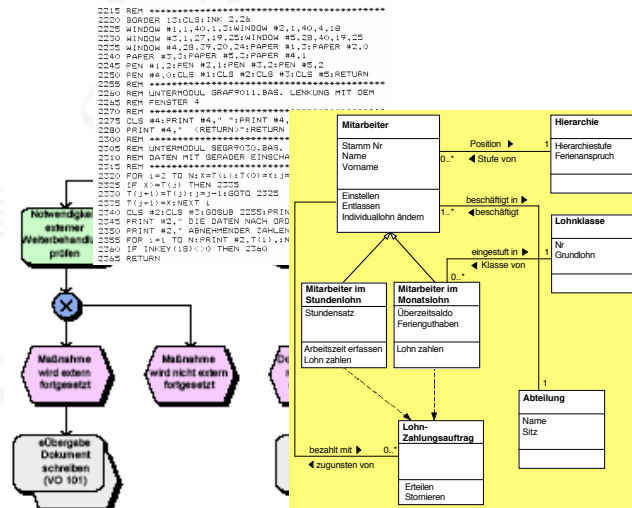 2215 REM ***************************************
2220 BORDER 13:CLS:INK 2,26
2225 WINDOW #1,1,40,1,3:WINDOW #2,1,40,4,18
2230 WINDOW #3,1,27,19,25:WINDOW #5,28,40,19,25
2235 WINDOW #4,28,39,20,24:PAPER #1,3:PAPER #2,0
2240 PAPER #3,3:PAPER #5,3:PAPER #4,1
2245 PEN #1,2:PEN #2,1:PEN #3,2:PEN #5,2
2250 PEN #4,0:CLS #1:CLS #2:CLS #3:CLS #5:RETURN
2255 REM ***************************************
2260 REM UNTERMODUL GRAF9011.BAS. LENKUNG MIT DEM
2265 REM FENSTER 4
2270 REM
2275 CLS #4:PRINT #4," ":PRINT #4,
2280 PRINT #4," <RETURN>":RETURN
2300 REM
2305 REM UNTERMODUL SEGR9030.BAS.
2310 REM DATEN MIT GERADER EINSCHA
2315 REM
2320 FOR i=2 TO N:X=T(i):T(0)=X:j=
2325 IF X>=T(j) THEN 2335
2330 T(j+1)=T(j):j=j-1:GOTO 2325
2335 T(j+1)=X:NEXT i
2340 CLS #2:CLS #3:GOSUB 2255:PRIN
2345 PRINT #2," DIE DATEN NACH ORD
2350 PRINT #2," ABNEHMENDER ZAHLEN
2355 FOR i=1 TO N:PRINT #2,T(i),:N
2360 IF INKEY(18)<>0 THEN 2360
2365 RETURN
Notwendigke
externer
Weiterbehandlu
prüfen
X
Maßnahme
wird extern
fortgesetzt
Maßnahme
wird nicht extern
fortgesetzt
eÜbergabe
Dokument
schreiben
(VO 101)
Mitarbeiter
Stamm Nr
Name
Vorname
Einstellen
Entlassen
Individuallohn ändern
Position
1
0..*
Stufe von
Hierarchie
Hierarchiestufe
Ferienanspruch
beschäftigt in
1
1..*
beschäftigt
eingestuft in
1
0..*
Klasse von
Lohnklasse
Nr
Grundlohn
Mitarbeiter im
Stundenlohn
Stundensatz
Arbeitszeit erfassen
Lohn zahlen
Mitarbeiter im
Monatslohn
Überzeitsaldo
Ferienguthaben
Lohn zahlen
1
Abteilung
Name
Sitz
bezahlt mit
0..*
zugunsten von
Lohn-
Zahlungsauftrag
Erteilen
Stornieren